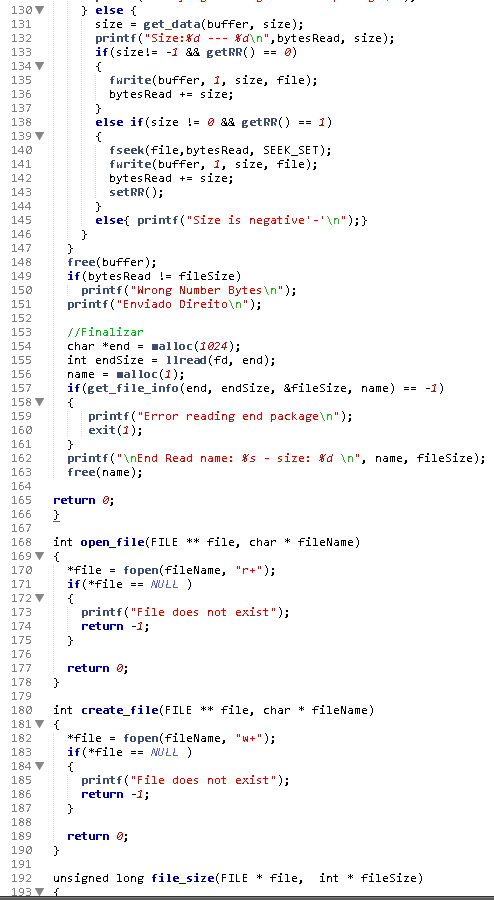 130 } else {
131 size = get_data(buffer, size);
132 printf("Size:%d --- %d\n",bytesRead, size);
133 if(size!= -1 && getRR() == 0)
134 {
135 fwrite(buffer, 1, size, file);
136 bytesRead += size;
137 }
138 else if(size != 0 && getRR() == 1)
139 {
140 fseek(file,bytesRead, SEEK_SET);
141 fwrite(buffer, 1, size, file);
142 bytesRead += size;
143 setRR();
144 }
145 else{ printf("Size is negative'-'\n");}
146 }
147 }
148 free(buffer);
149 if(bytesRead != fileSize)
150 printf("Wrong Number Bytes\n");
151 printf("Enviado Direito\n");
152
153 //Finalizar
154 char *end = malloc(1024);
155 int endSize = llread(fd, end);
156 name = malloc(1);
157 if(get_file_info(end, endSize, &fileSize, name) == -1)
158 {
159 printf("Error reading end package\n");
160 exit(1);
161 }
162 printf("\nEnd Read name: %s - size: %d \n", name, fileSize);
163 free(name);
164
165 return 0;
166 }
167
168 int open_file(FILE ** file, char * fileName)
169 {
170 *file = fopen(fileName, "r+");
171 if(*file == NULL )
172 {
173 printf("File does not exist");
174 return -1;
175 }
176
177 return 0;
178 }
179
180 int create_file(FILE ** file, char * fileName)
181 {
182 *file = fopen(fileName, "w+");
183 if(*file == NULL )
184 {
185 printf("File does not exist");
186 return -1;
187 }
188
189 return 0;
190 }
191
192 unsigned long file_size(FILE * file, int * fileSize)
193 {